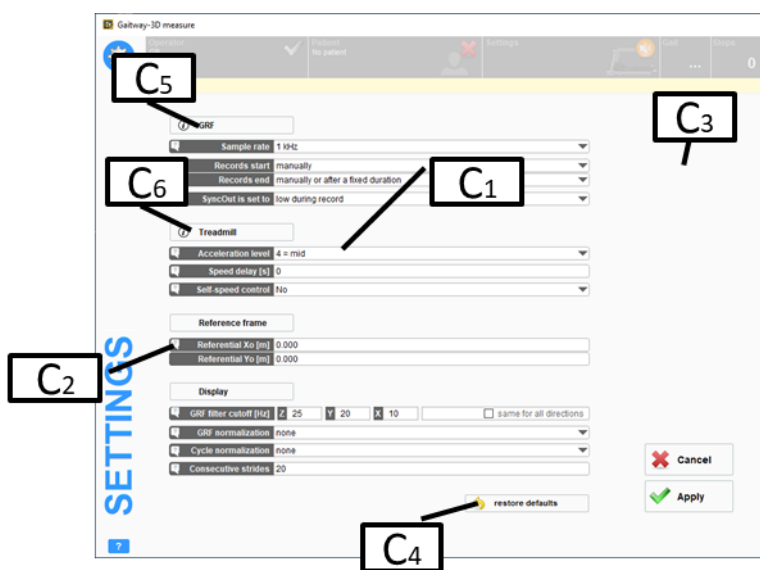 Gaitway-3D measure
Operator
Patient
No patient
Settings
Gait
...
Steps
0
C5
C3
GRF
Sample rate 1 kHz
Records start manually
Records end manually or after a fixed duration
C6
C1
SyncOut is set to low during record
Treadmill
Acceleration level 4 = mid
Speed delay [s] 0
Self-speed control No
Reference frame
Referential Xo [m] 0.000
Referential Yo [m] 0.000
C2
Display
GRF filter cutoff [Hz] Z 25 Y 20 X 10 same for all directions
GRF normalization none
Cycle normalization none
Consecutive strides 20
SETTINGS
Cancel
restore defaults
Apply
C4
?